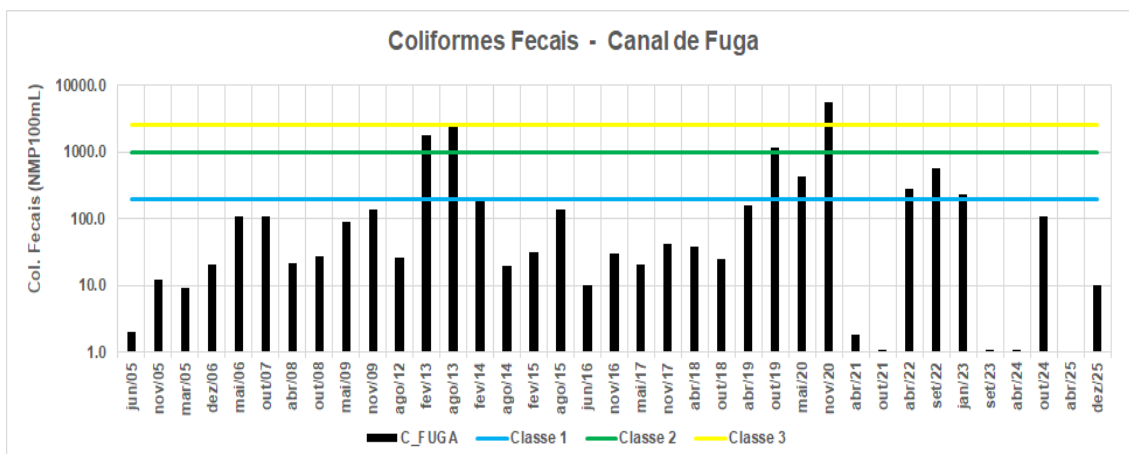 Coliformes Fecais - Canal de Fuga
Col. Fecais (NMP100mL)
10000.0
1000.0
100.0
10.0
1.0
jun/05
nov/05
mar/05
dez/06
mai/06
out/07
abr/08
out/08
mai/09
nov/09
ago/12
fev/13
ago/13
fev/14
ago/14
fev/15
ago/15
jun/16
nov/16
mai/17
nov/17
abr/18
out/18
abr/19
out/19
mai/20
nov/20
abr/21
out/21
abr/22
set/22
jan/23
set/23
abr/24
out/24
abr/25
dez/25
C_FUGA Classe 1 Classe 2 Classe 3